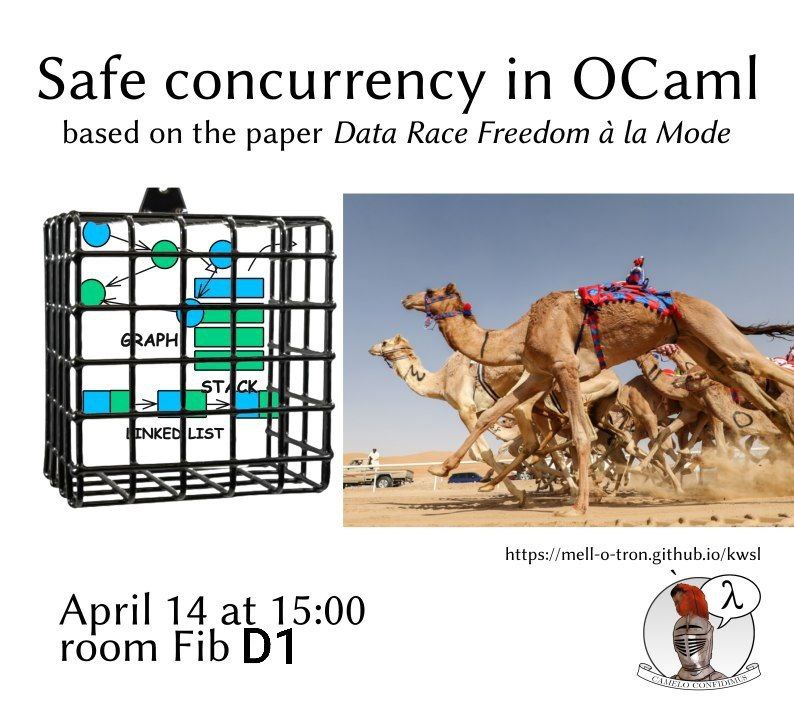 Safe concurrency in OCaml
based on the paper Data Race Freedom à la Mode
GRAPH
STACK
LINKED LIST
https://mell-o-tron.github.io/kwsl
λ
CAMELO CONFIDIMUS
April 14 at 15:00
room Fib D1